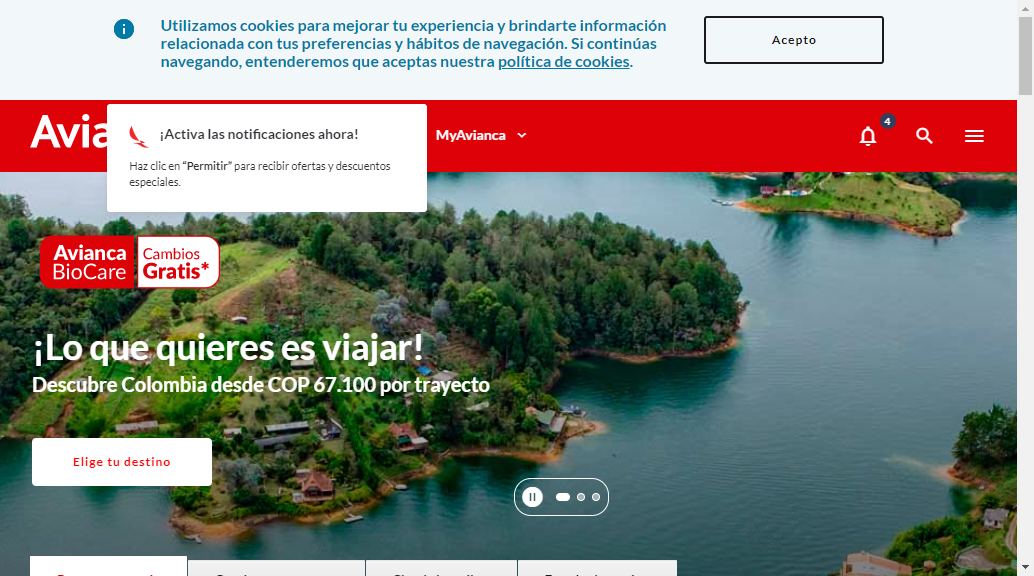 Utilizamos cookies para mejorar tu experiencia y brindarte información
relacionada con tus preferencias y hábitos de navegación. Si continúas
navegando, entenderemos que aceptas nuestra política de cookies.
Acepto
Avia
¡Activa las notificaciones ahora!
Haz clic en “Permitir” para recibir ofertas y descuentos
especiales.
MyAvianca
4
Avianca
BioCare
Cambios
Gratis*
¡Lo que quieres es viajar!
Descubre Colombia desde COP 67.100 por trayecto
Elige tu destino